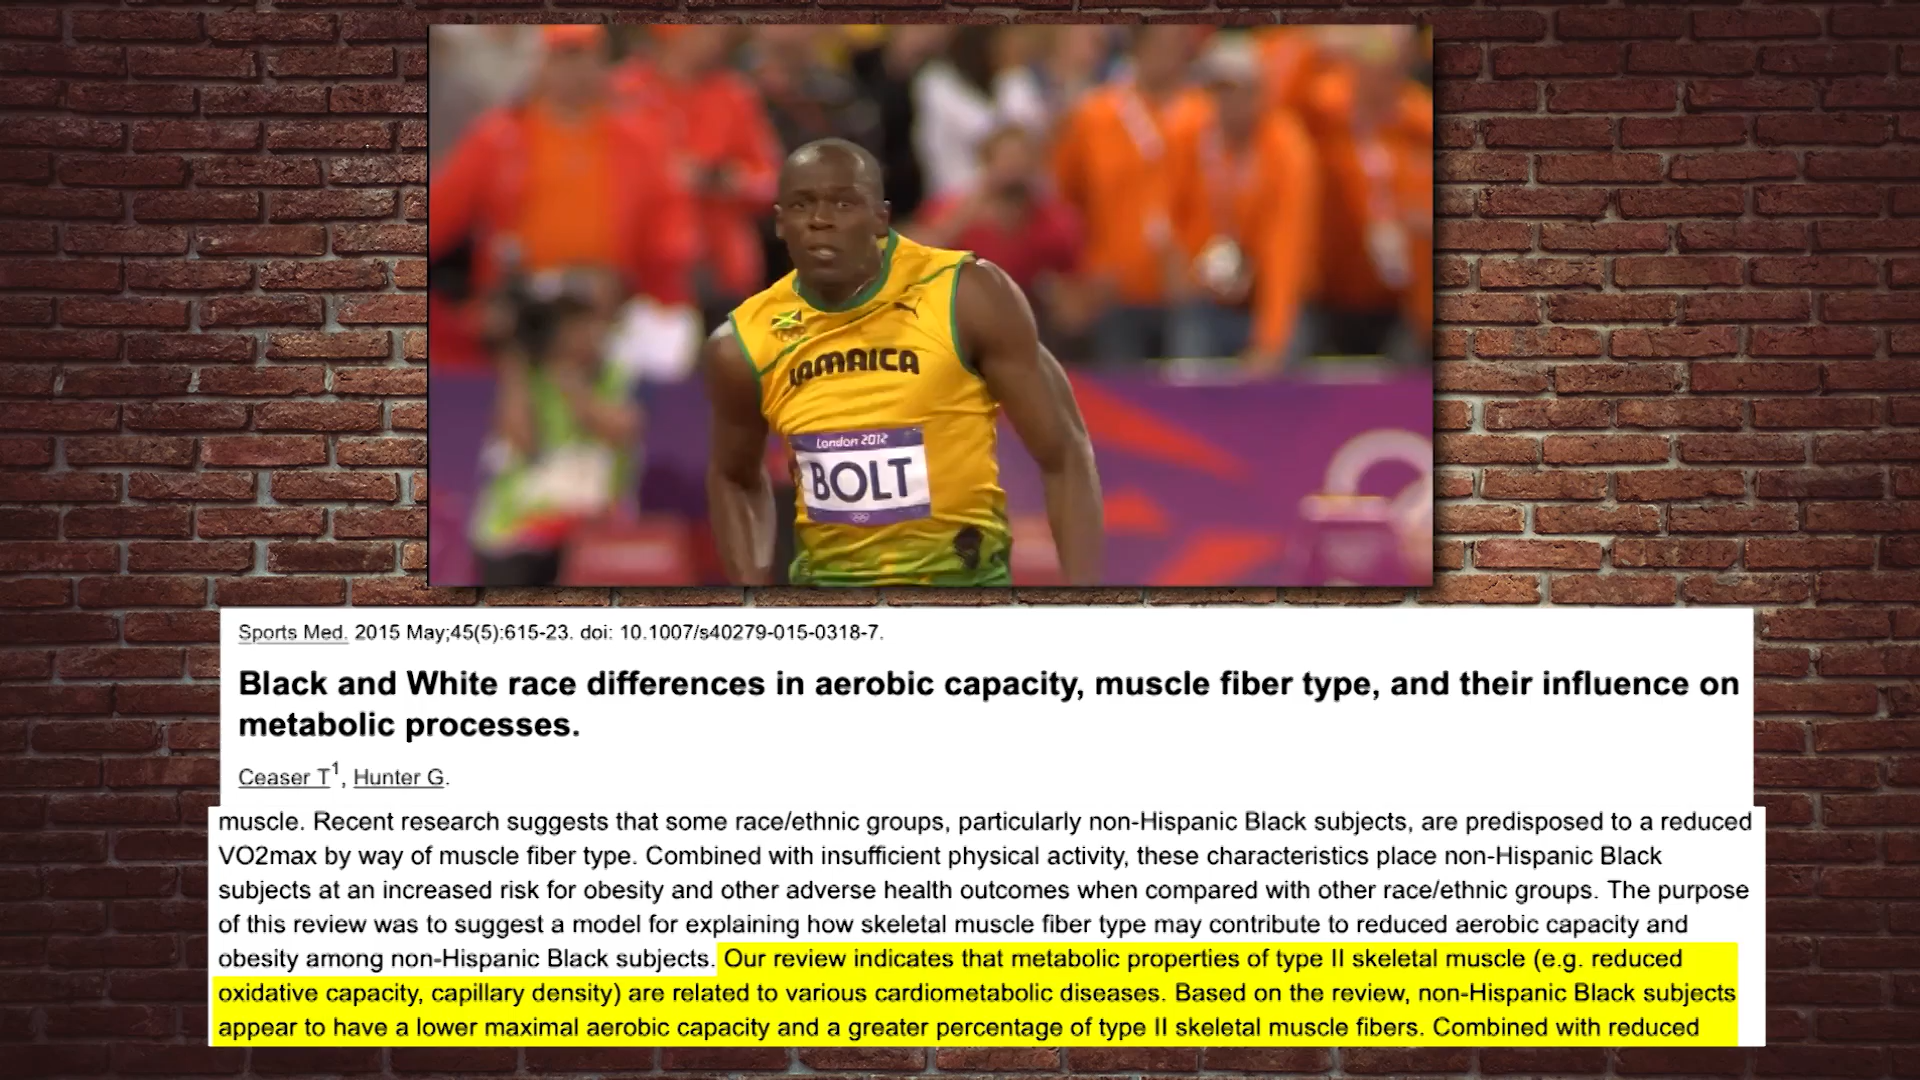 JAMAICA
London 2012
BOLT
Sports Med. 2015 May;45(5):615-23. doi: 10.1007/s40279-015-0318-7.
Black and White race differences in aerobic capacity, muscle fiber type, and their influence on
metabolic processes.
Ceaser T1, Hunter G.
muscle. Recent research suggests that some race/ethnic groups, particularly non-Hispanic Black subjects, are predisposed to a reduced
VO2max by way of muscle fiber type. Combined with insufficient physical activity, these characteristics place non-Hispanic Black
subjects at an increased risk for obesity and other adverse health outcomes when compared with other race/ethnic groups. The purpose
of this review was to suggest a model for explaining how skeletal muscle fiber type may contribute to reduced aerobic capacity and
obesity among non-Hispanic Black subjects. Our review indicates that metabolic properties of type II skeletal muscle (e.g. reduced
oxidative capacity, capillary density) are related to various cardiometabolic diseases. Based on the review, non-Hispanic Black subjects
appear to have a lower maximal aerobic capacity and a greater percentage of type II skeletal muscle fibers. Combined with reduced